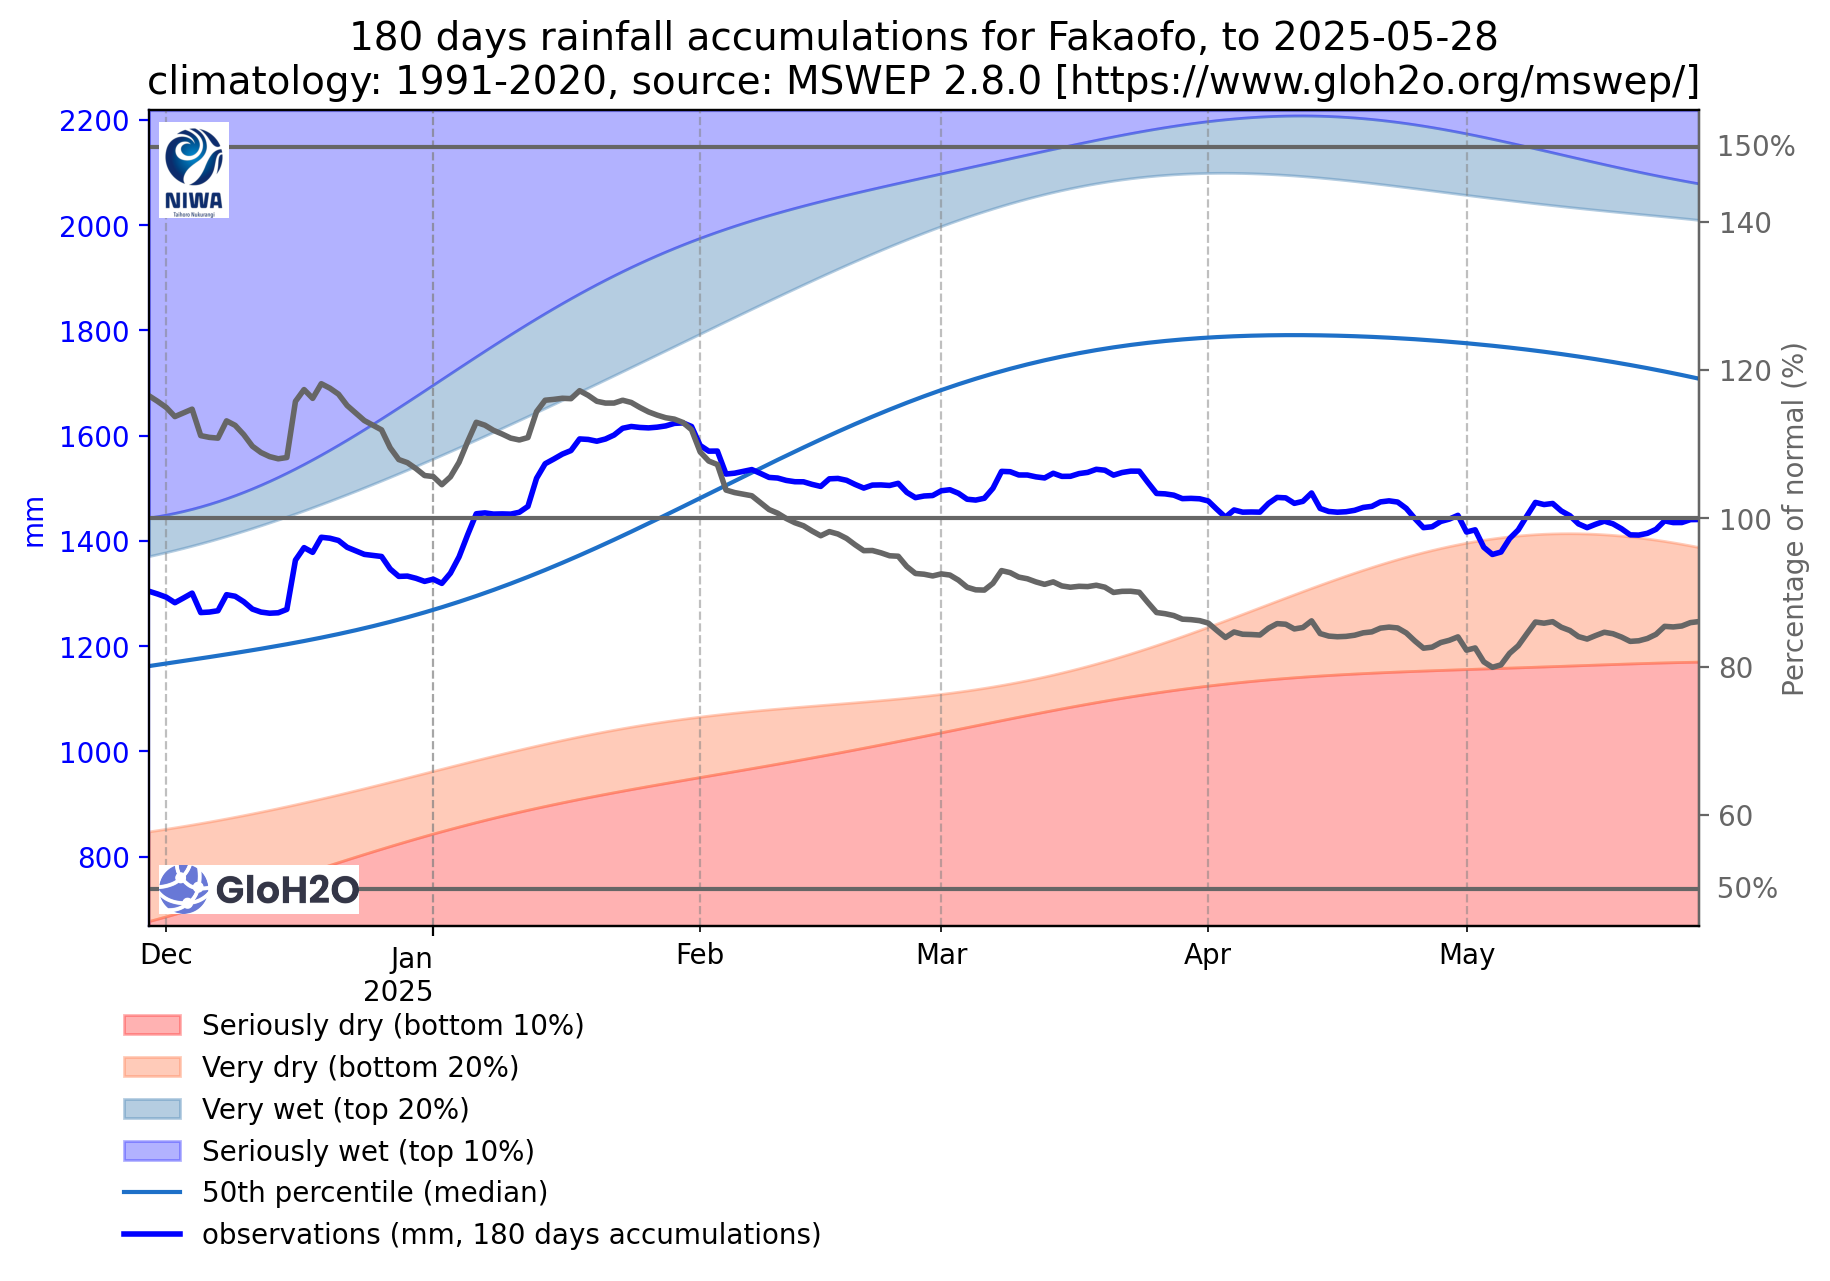 180 days rainfall accumulations for Fakaofo, to 2025-05-28
climatology: 1991-2020, source: MSWEP 2.8.0 [https://www.gloh2o.org/mswep/]
2200
2000
1800
1600
1400
1200
1000
800
mm
NIWA
Taihoro Nukurangi
GloH2O
150%
140
120
100
80
60
50%
Percentage of normal (%)
Dec
Jan
2025
Feb
Mar
Apr
May
Seriously dry (bottom 10%)
Very dry (bottom 20%)
Very wet (top 20%)
Seriously wet (top 10%)
50th percentile (median)
observations (mm, 180 days accumulations)